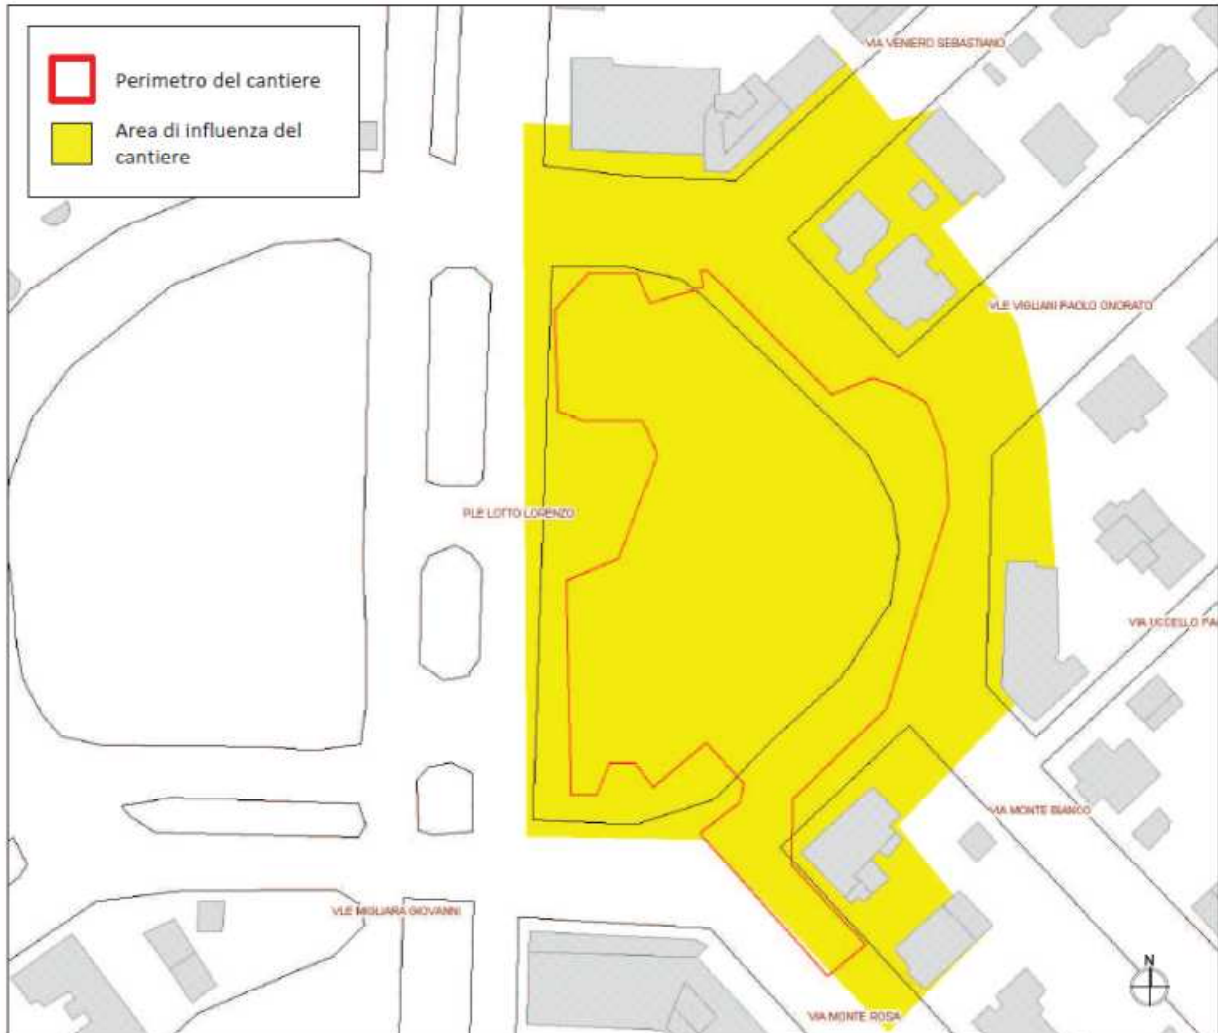 Perimetro del cantiere
Area di influenza del
cantiere
VIA VENIERO SEBASTIANO
VLE VIGLIANI PAOLO ONORATO
PLE LOTTO LORENZO
VIA UCCELLO PA
VIA MONTE BIANCO
VLE MIGLIARA GIOVANNI
N
VIA MONTE ROSA